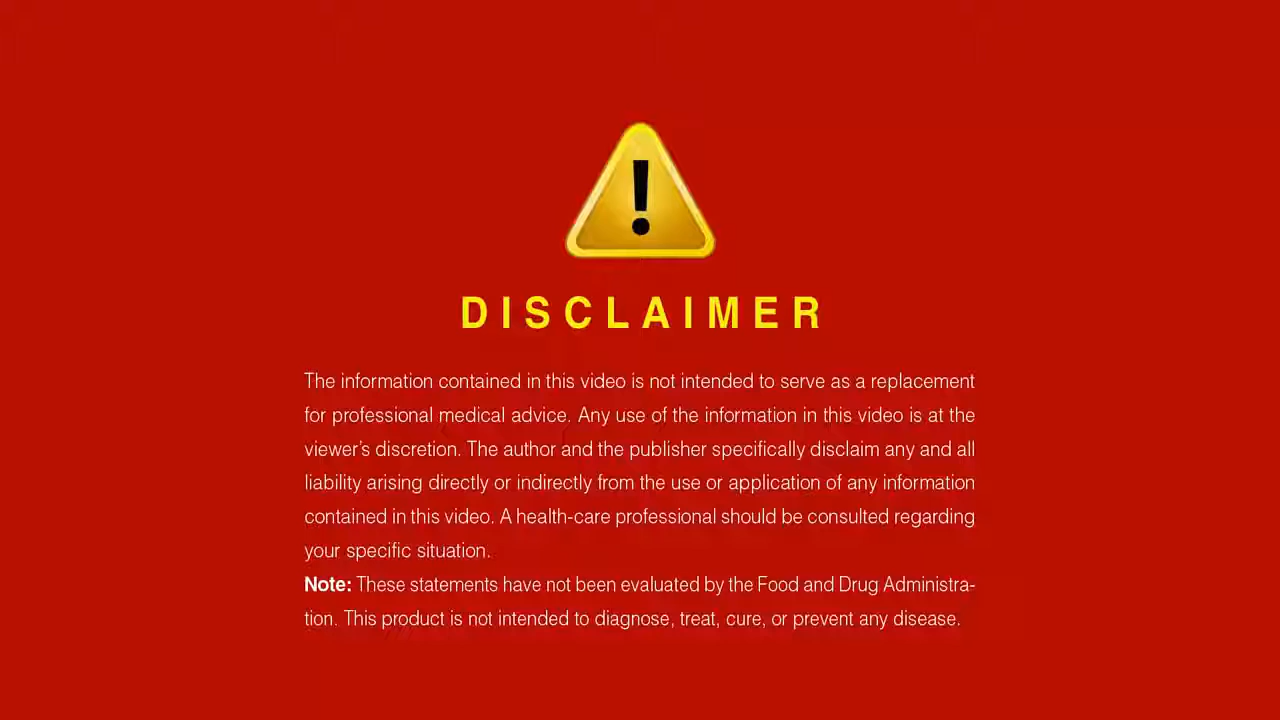 !
DISCLAIMER
The information contained in this video is not intended to serve as a replacement
for professional medical advice. Any use of the information in this video is at the
viewer's discretion. The author and the publisher specifically disclaim any and all
liability arising directly or indirectly from the use or application of any information
contained in this video. A health-care professional should be consulted regarding
your specific situation.
Note: These statements have not been evaluated by the Food and Drug Administra-
tion. This product is not intended to diagnose, treat, cure, or prevent any disease.